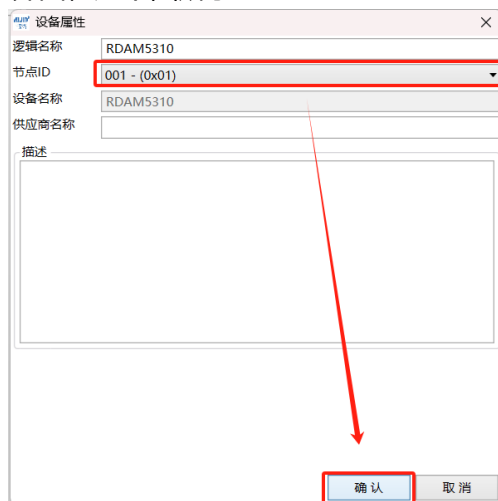 设备属性
逻辑名称 RDAM5310
节点ID 001 - (0x01)
设备名称 RDAM5310
供应商名称
描述
确认 取消